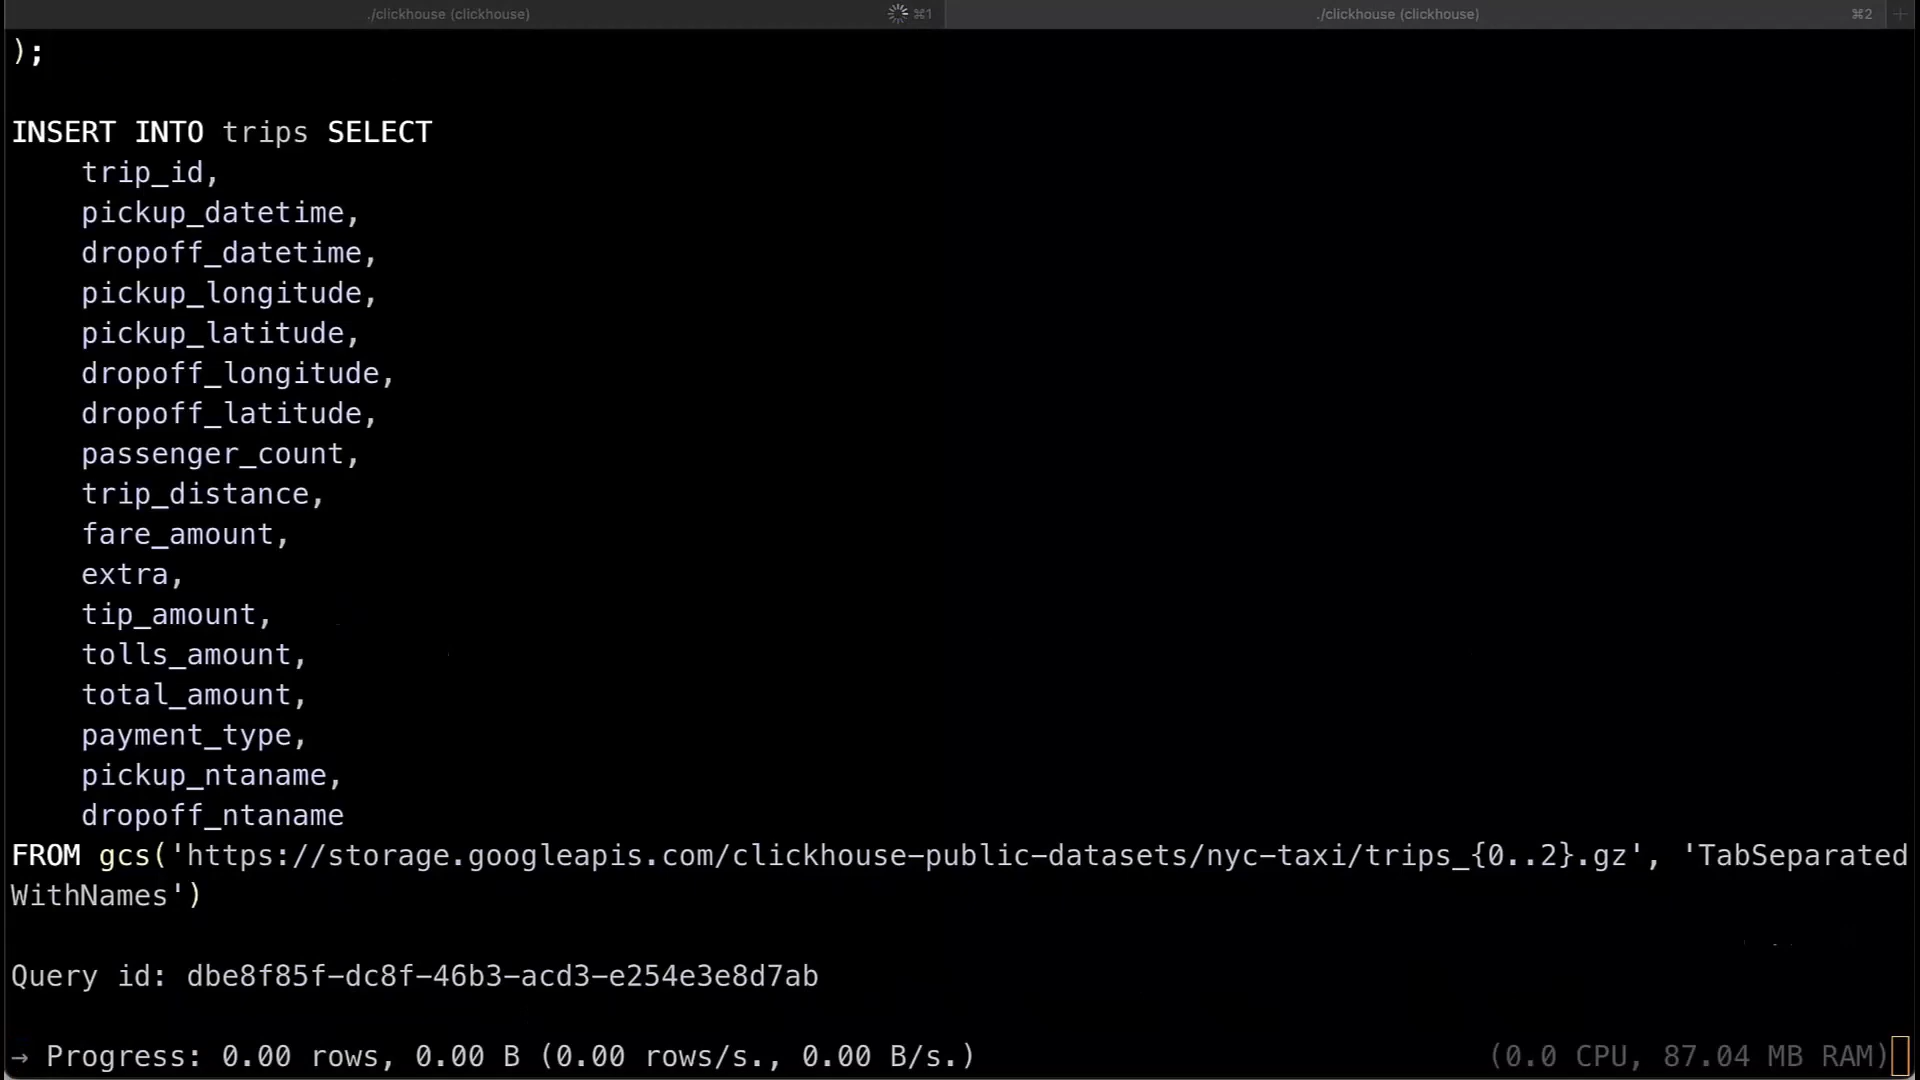 ./clickhouse (clickhouse) ⌘1 ./clickhouse (clickhouse) ⌘2 +
);
INSERT INTO trips SELECT
trip_id,
pickup_datetime,
dropoff_datetime,
pickup_longitude,
pickup_latitude,
dropoff_longitude,
dropoff_latitude,
passenger_count,
trip_distance,
fare_amount,
extra,
tip_amount,
tolls_amount,
total_amount,
payment_type,
pickup_ntaname,
dropoff_ntaname
FROM gcs('https://storage.googleapis.com/clickhouse-public-datasets/nyc-taxi/trips_{0..2}.gz', 'TabSeparated
WithNames')
Query id: dbe8f85f-dc8f-46b3-acd3-e254e3e8d7ab
→ Progress: 0.00 rows, 0.00 B (0.00 rows/s., 0.00 B/s.) (0.0 CPU, 87.04 MB RAM)